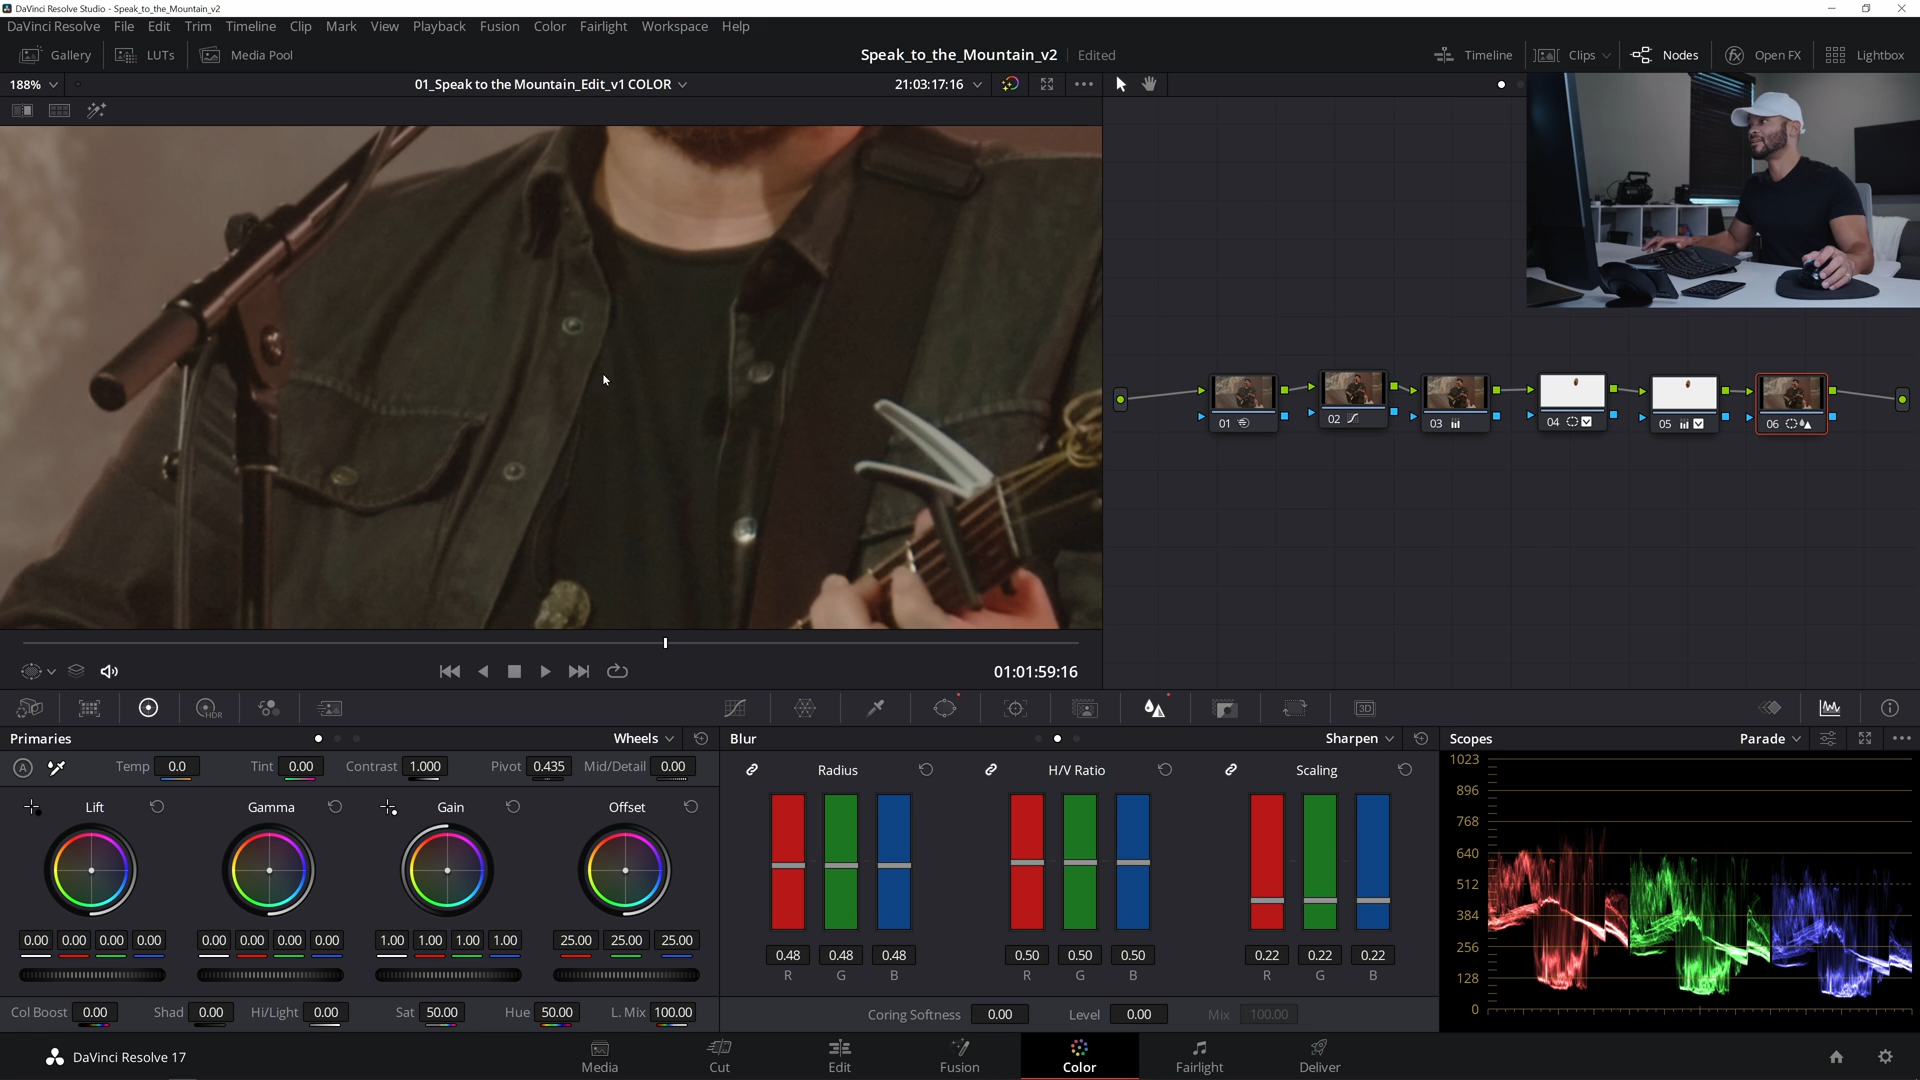 DaVinci Resolve Studio - Speak_to_the_Mountain_v2
DaVinci Resolve File Edit Trim Timeline Clip Mark View Playback Fusion Color Fairlight Workspace Help
Gallery LUTs Media Pool Speak_to_the_Mountain_v2 Edited Timeline Clips Nodes Open FX Lightbox
188% 01_Speak to the Mountain_Edit_v1 COLOR 21:03:17:16
01 02 03 04 05 06
01:01:59:16
HDR 3D
Primaries Wheels Blur Sharpen Scopes Parade
A Temp 0.0 Tint 0.00 Contrast 1.000 Pivot 0.435 Mid/Detail 0.00
Radius H/V Ratio Scaling
Lift Gamma Gain Offset
0.00 0.00 0.00 0.00 0.00 0.00 0.00 0.00 1.00 1.00 1.00 1.00 25.00 25.00 25.00
0.48 0.48 0.48 0.50 0.50 0.50 0.22 0.22 0.22
R G B R G B R G B
Col Boost 0.00 Shad 0.00 Hi/Light 0.00 Sat 50.00 Hue 50.00 L. Mix 100.00
Coring Softness 0.00 Level 0.00 Mix 100.00
1023
896
768
640
512
384
256
128
0
DaVinci Resolve 17 Media Cut Edit Fusion Color Fairlight Deliver